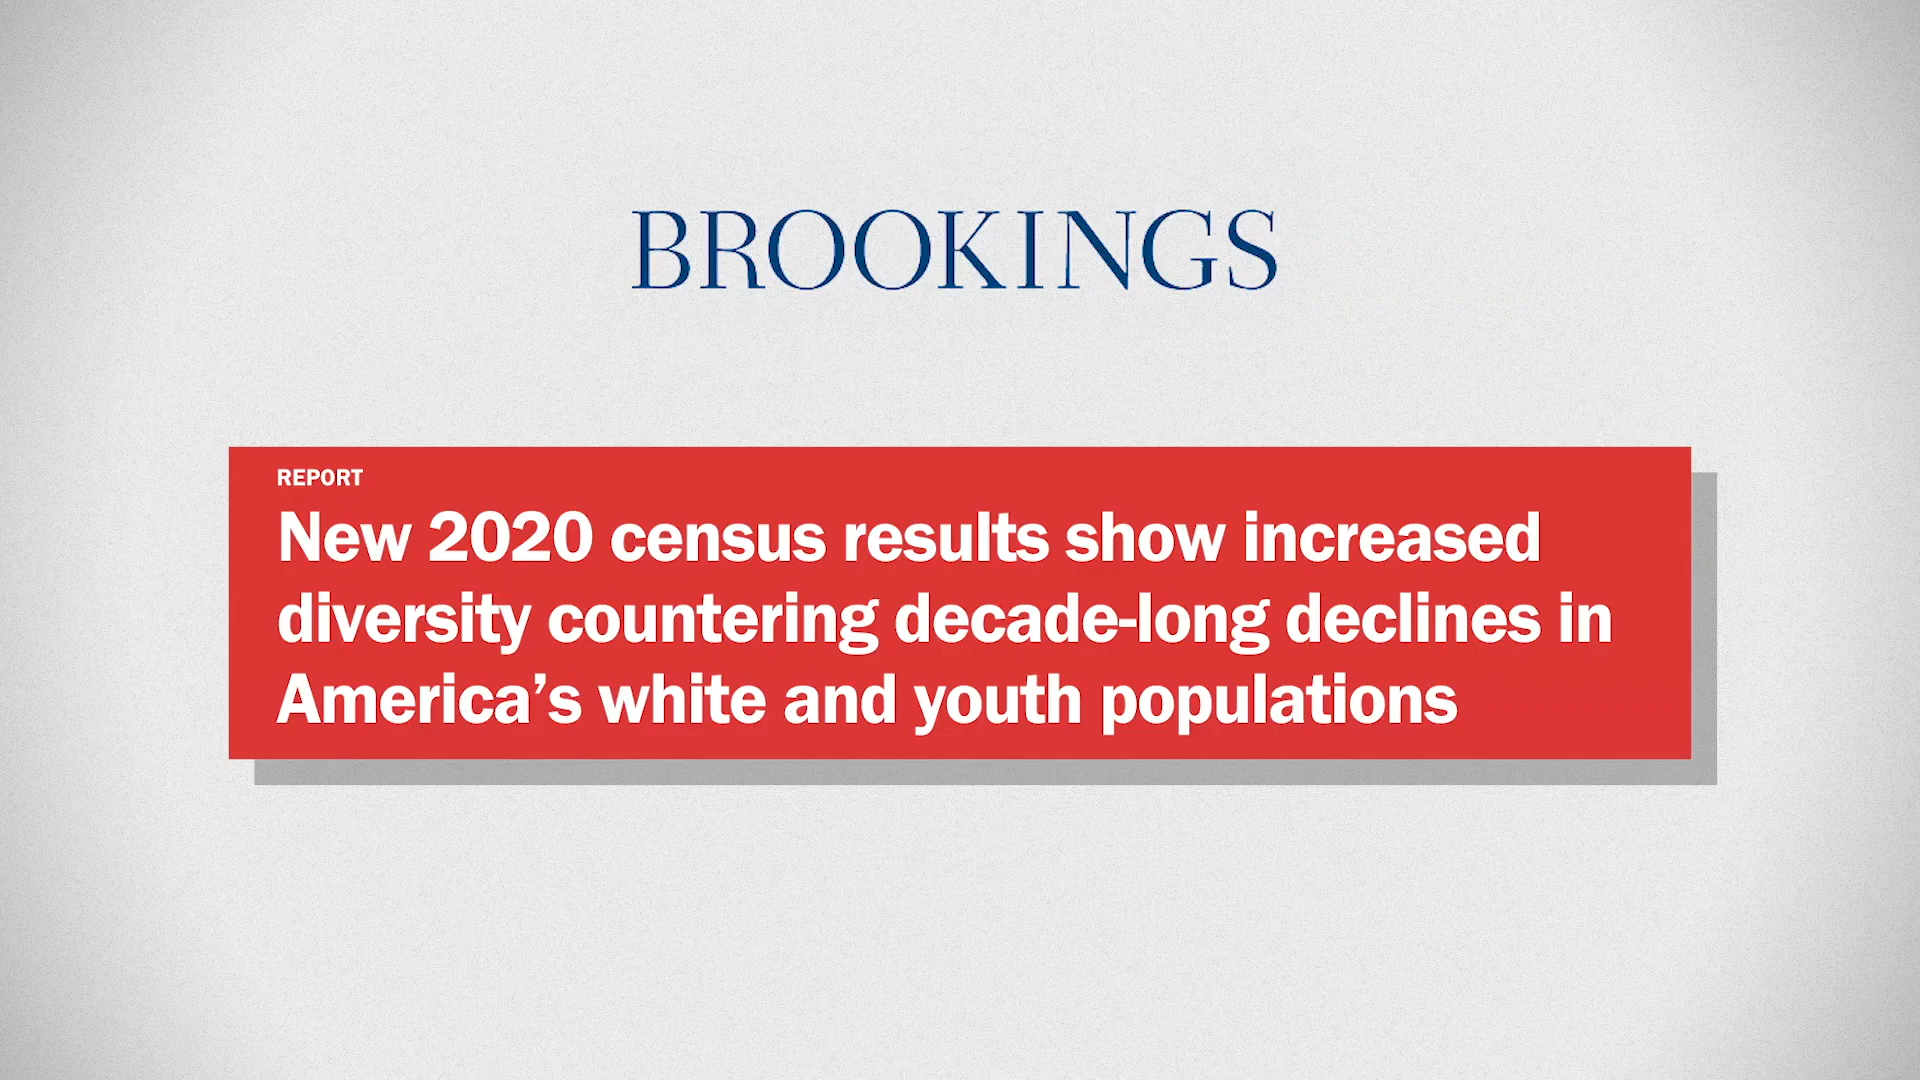 BROOKINGS
REPORT
New 2020 census results show increased
diversity countering decade-long declines in
America’s white and youth populations